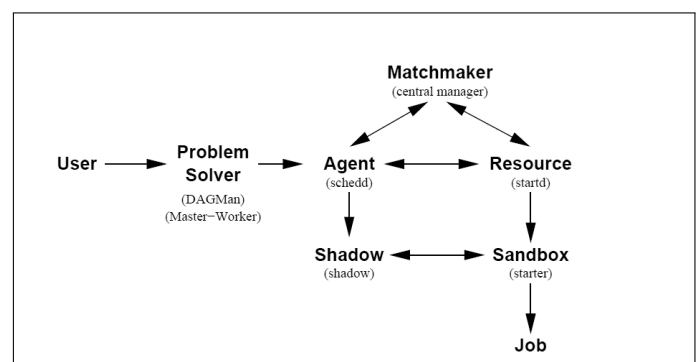 Matchmaker
(central manager)
User
Problem
Solver
(DAGMan)
(Master−Worker)
Agent
(schedd)
Resource
(startd)
Shadow
(shadow)
Sandbox
(starter)
Job